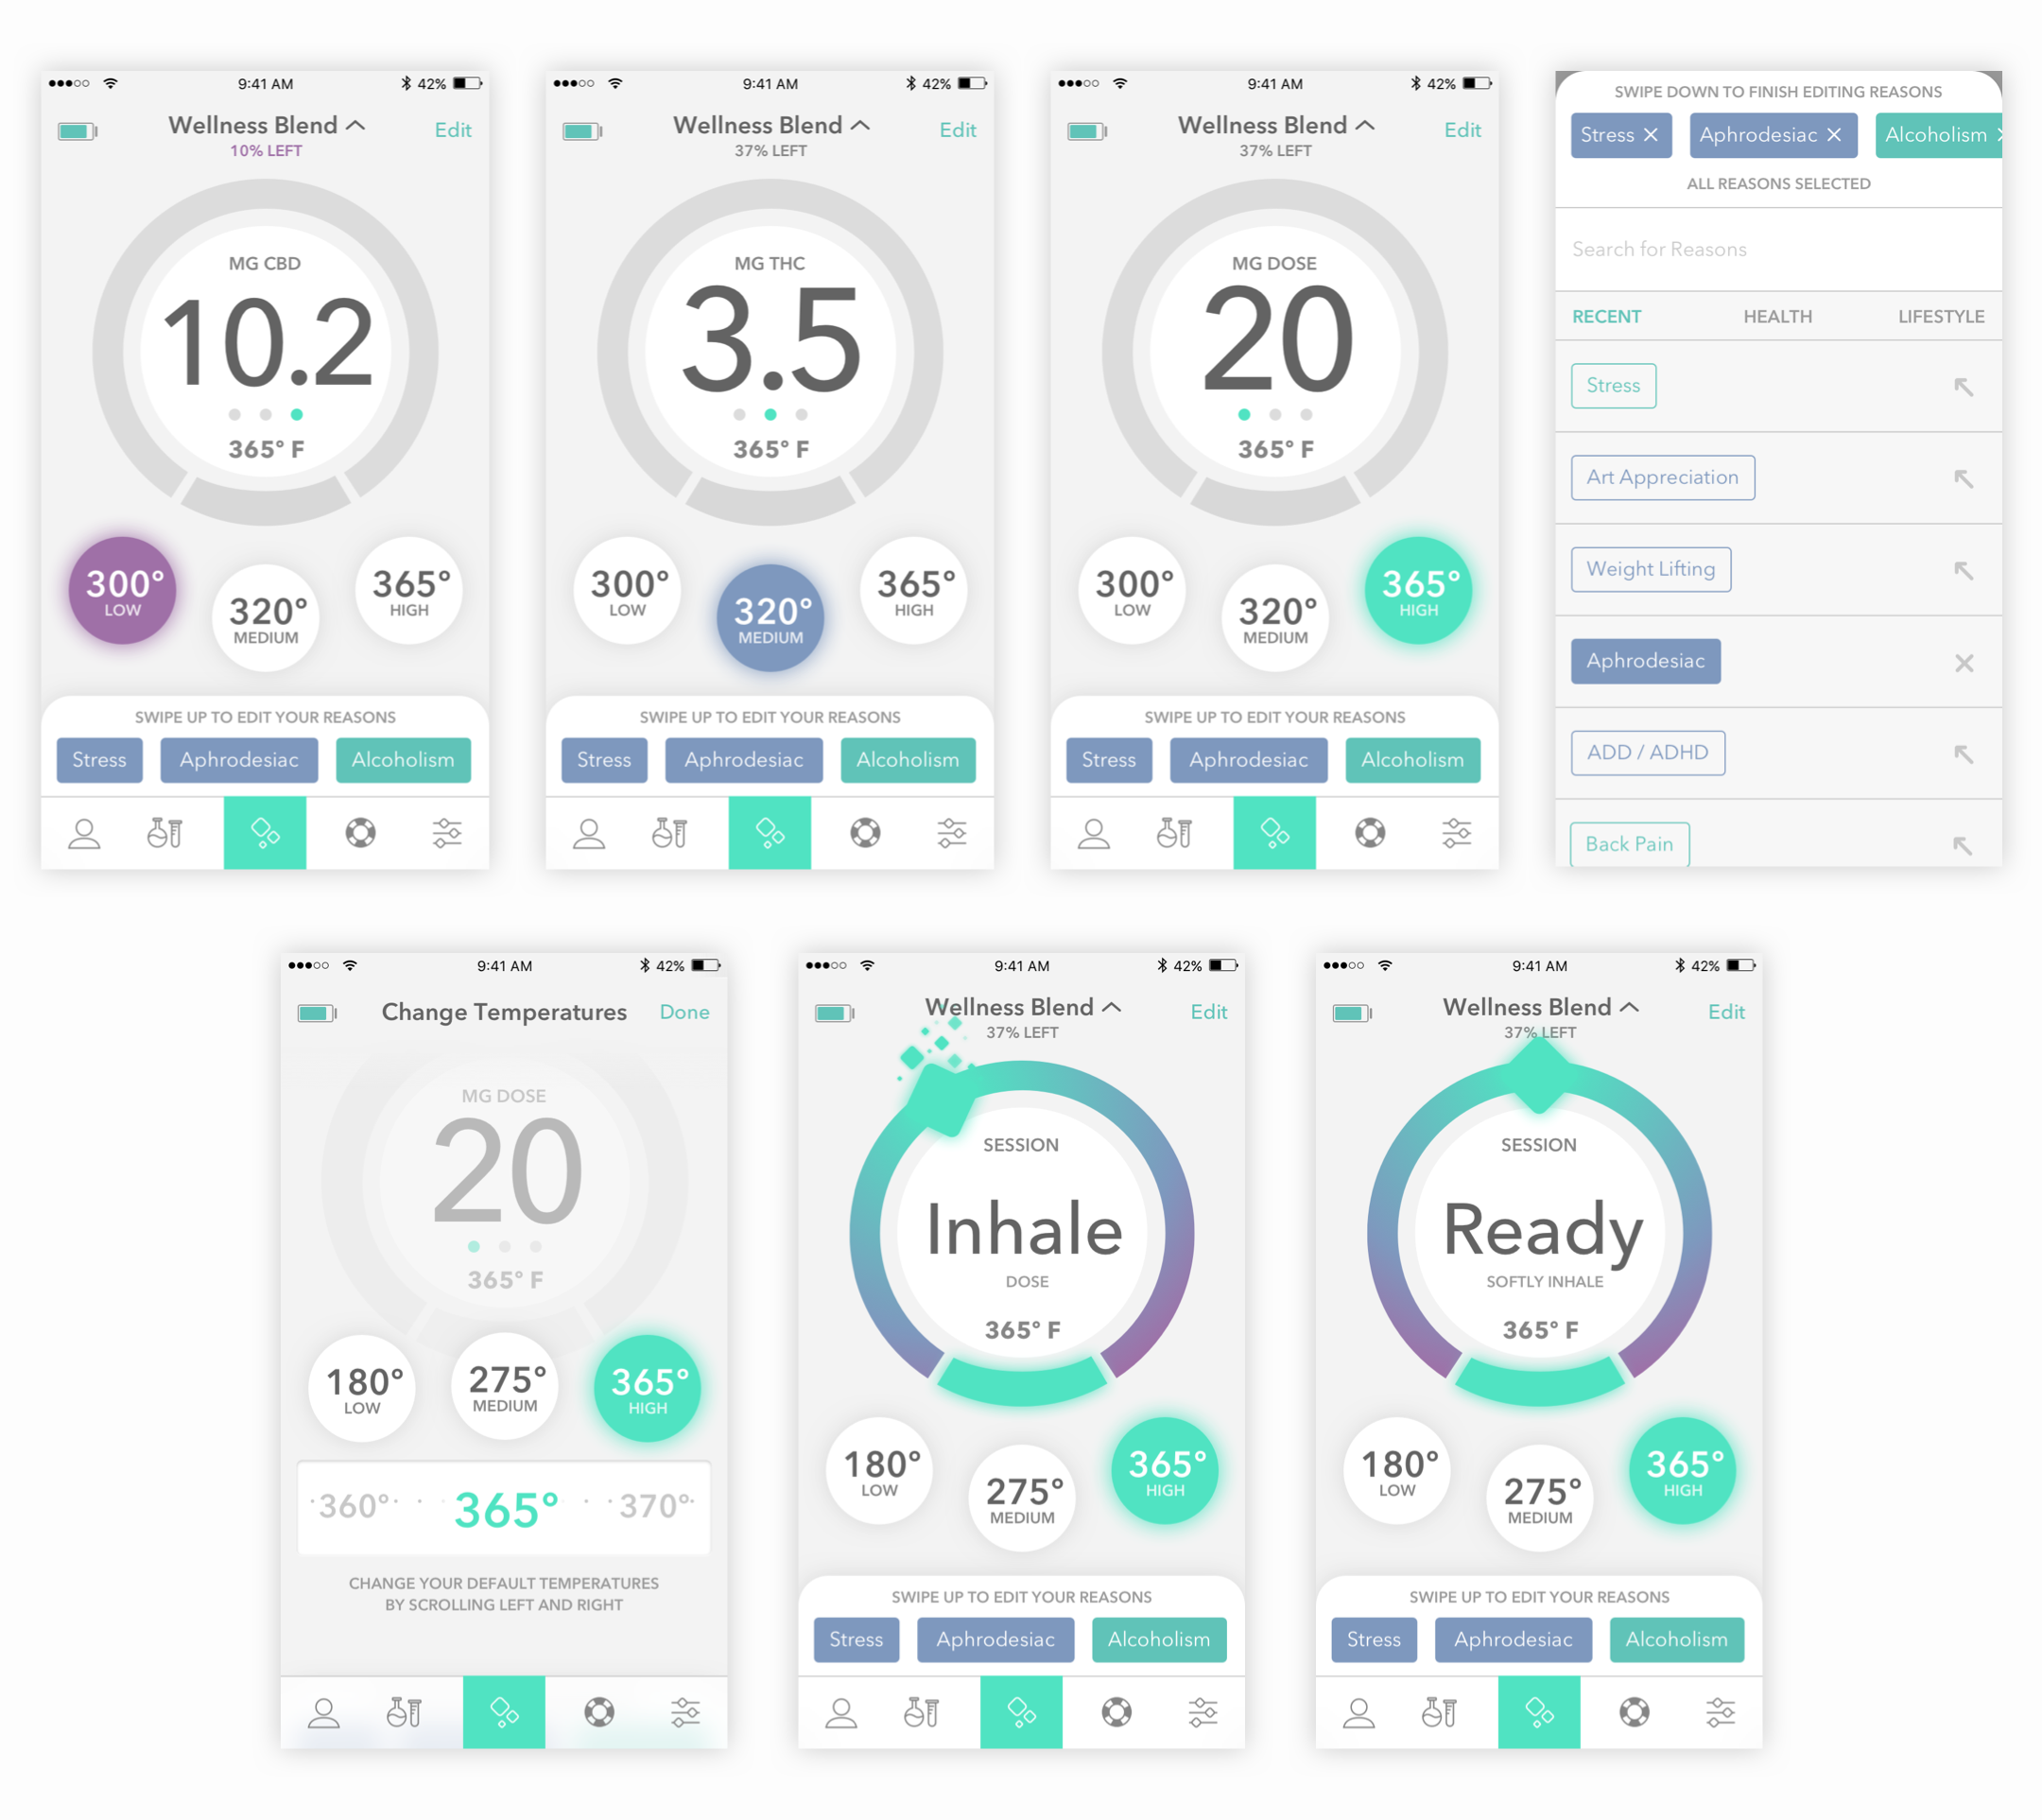 9:41 AM 42%
Wellness Blend Edit
10% LEFT
MG CBD
10.2
365° F
300° LOW
320° MEDIUM
365° HIGH
SWIPE UP TO EDIT YOUR REASONS
Stress Aphrodesiac Alcoholism
9:41 AM 42%
Wellness Blend Edit
37% LEFT
MG THC
3.5
365° F
300° LOW
320° MEDIUM
365° HIGH
SWIPE UP TO EDIT YOUR REASONS
Stress Aphrodesiac Alcoholism
9:41 AM 42%
Wellness Blend Edit
37% LEFT
MG DOSE
20
365° F
300° LOW
320° MEDIUM
365° HIGH
SWIPE UP TO EDIT YOUR REASONS
Stress Aphrodesiac Alcoholism
SWIPE DOWN TO FINISH EDITING REASONS
Stress Aphrodesiac Alcoholism
ALL REASONS SELECTED
Search for Reasons
RECENT HEALTH LIFESTYLE
Stress
Art Appreciation
Weight Lifting
Aphrodesiac
ADD / ADHD
Back Pain
9:41 AM 42%
Change Temperatures Done
MG DOSE
20
365° F
180° LOW
275° MEDIUM
365° HIGH
360° 365° 370°
CHANGE YOUR DEFAULT TEMPERATURES
BY SCROLLING LEFT AND RIGHT
9:41 AM 42%
Wellness Blend Edit
37% LEFT
SESSION
Inhale
DOSE
365° F
180° LOW
275° MEDIUM
365° HIGH
SWIPE UP TO EDIT YOUR REASONS
Stress Aphrodesiac Alcoholism
9:41 AM 42%
Wellness Blend Edit
37% LEFT
SESSION
Ready
SOFTLY INHALE
365° F
180° LOW
275° MEDIUM
365° HIGH
SWIPE UP TO EDIT YOUR REASONS
Stress Aphrodesiac Alcoholism